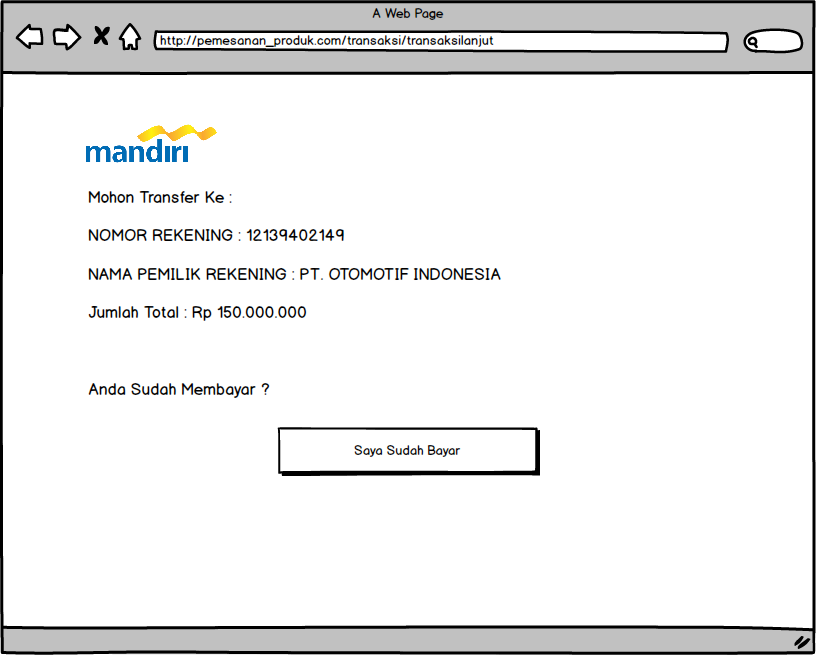 A Web Page
http://pemesanan_produk.com/transaksi/transaksilanjut
mandiri
Mohon Transfer Ke :
NOMOR REKENING : 12139402149
NAMA PEMILIK REKENING : PT. OTOMOTIF INDONESIA
Jumlah Total : Rp 150.000.000
Anda Sudah Membayar ?
Saya Sudah Bayar